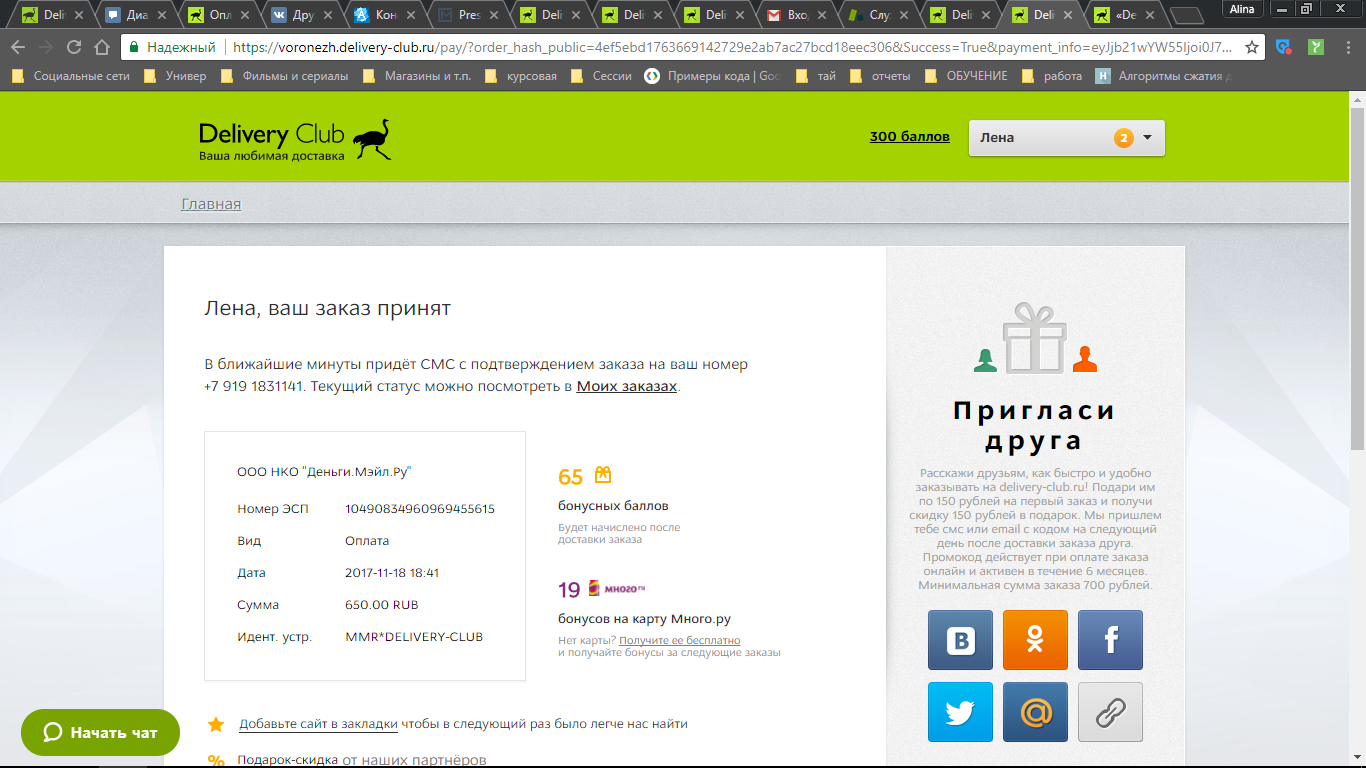 Deli
Диа
Опл
Дру
Кон
Pres
Deli
Deli
Deli
Вхо
Слу
Deli
Deli
«De
Alina
Надежный
https://voronezh.delivery-club.ru/pay/?order_hash_public=4ef5ebd1763669142729e2ab7ac27bcd18eec306&Success=True&payment_info=eyJjb21wYW55Ijoi0J7...
Социальные сети
Универ
Фильмы и сериалы
Магазины и т.п.
курсовая
Сессии
Примеры кода | Goo
тай
отчеты
ОБУЧЕНИЕ
работа
Алгоритмы сжатия д
Delivery Club
Ваша любимая доставка
300 баллов
Лена
2
Главная
Лена, ваш заказ принят
В ближайшие минуты придёт СМС с подтверждением заказа на ваш номер
+7 919 1831141. Текущий статус можно посмотреть в Моих заказах.
ООО НКО "Деньги.Мэйл.Ру"
Номер ЭСП 10490834960969455615
Вид Оплата
Дата 2017-11-18 18:41
Сумма 650.00 RUB
Идент. устр. MMR*DELIVERY-CLUB
65
бонусных баллов
Будет начислено после
доставки заказа
19 много.ru
бонусов на карту Много.ру
Нет карты? Получите ее бесплатно
и получайте бонусы за следующие заказы
Добавьте сайт в закладки чтобы в следующий раз было легче нас найти
% Подарок-скидка от наших партнёров
Начать чат
Пригласи
друга
Расскажи друзьям, как быстро и удобно
заказывать на delivery-club.ru! Подари им
по 150 рублей на первый заказ и получи
скидку 150 рублей в подарок. Мы пришлем
тебе смс или email с кодом на следующий
день после доставки заказа друга.
Промокод действует при оплате заказа
онлайн и активен в течение 6 месяцев.
Минимальная сумма заказа 700 рублей.